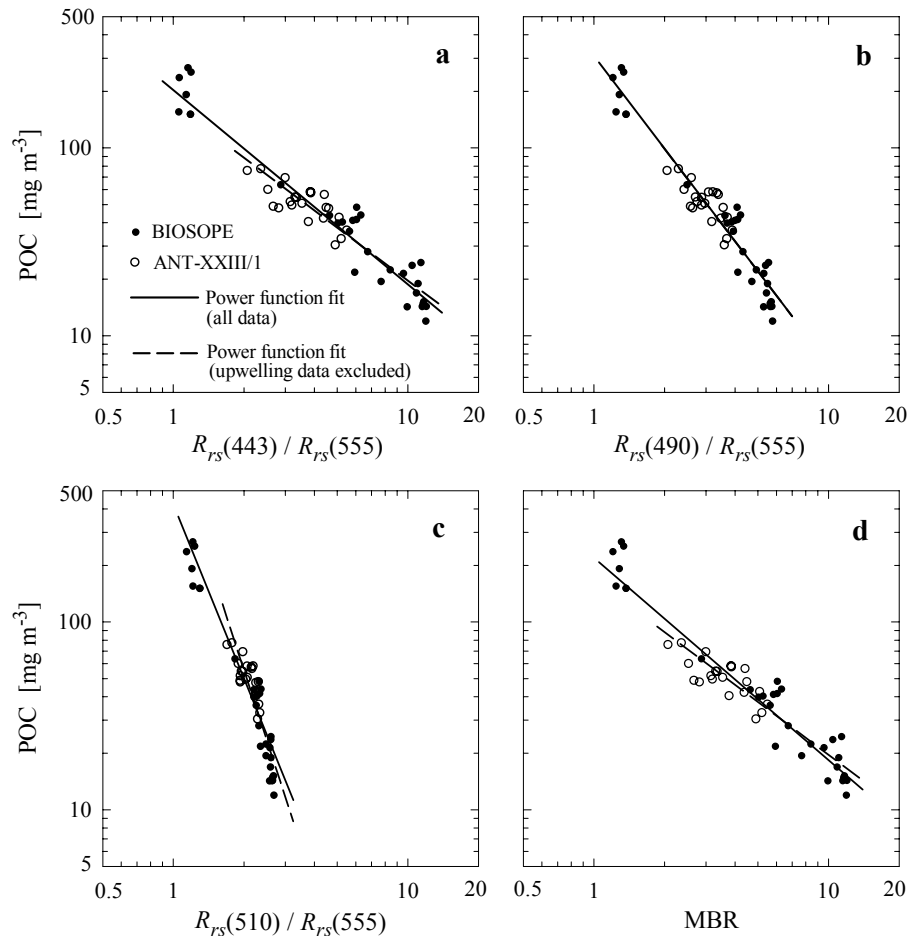 500
a
100
POC [mg m⁻³]
BIOSOPE
ANT-XXIII/1
Power function fit
(all data)
Power function fit
(upwelling data excluded)
10
5
0.5 1 10 20
Rrs(443) / Rrs(555)
b
0.5 1 10 20
Rrs(490) / Rrs(555)
500
c
100
POC [mg m⁻³]
10
5
0.5 1 10 20
Rrs(510) / Rrs(555)
d
0.5 1 10 20
MBR